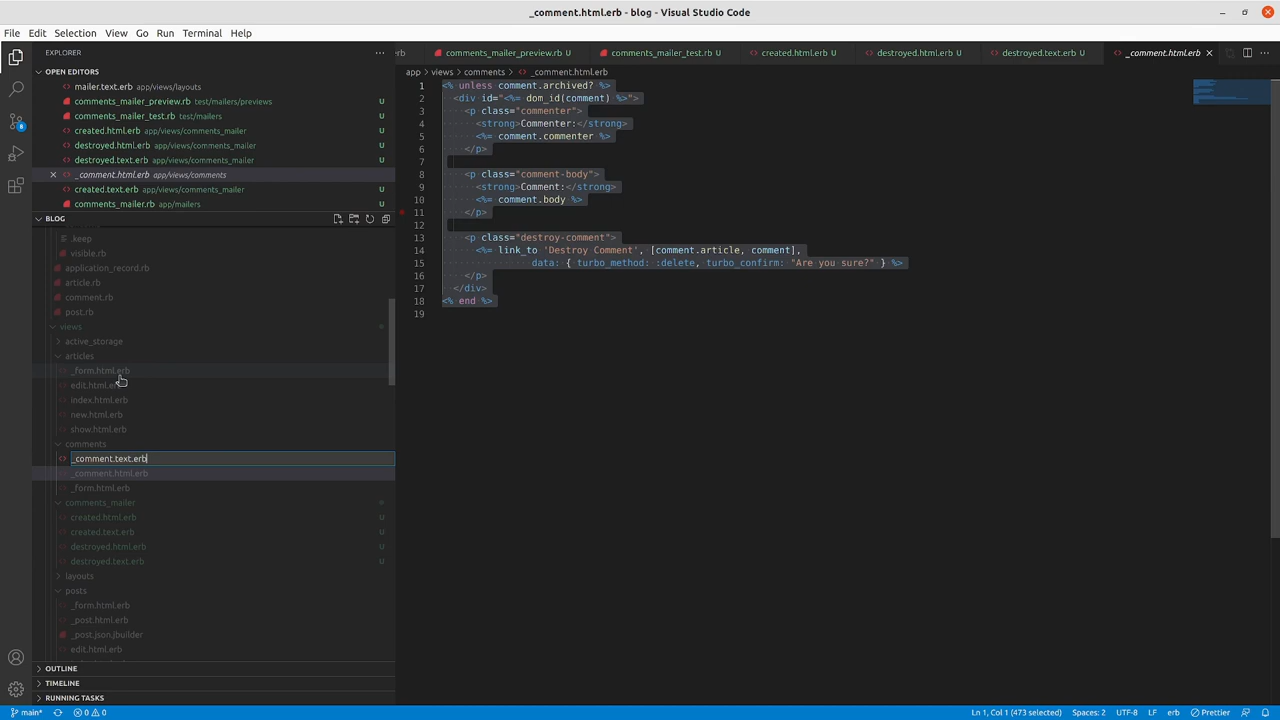 _comment.html.erb - blog - Visual Studio Code
File Edit Selection View Go Run Terminal Help
EXPLORER
OPEN EDITORS
mailer.text.erb app/views/layouts
comments_mailer_preview.rb test/mailers/previews U
comments_mailer_test.rb test/mailers U
created.html.erb app/views/comments_mailer U
destroyed.html.erb app/views/comments_mailer U
destroyed.text.erb app/views/comments_mailer U
_comment.html.erb app/views/comments
created.text.erb app/views/comments_mailer U
comments_mailer.rb app/mailers U
BLOG
.keep
visible.rb
application_record.rb
article.rb
comment.rb
post.rb
views
active_storage
articles
_form.html.erb
edit.html.er
index.html.erb
new.html.erb
show.html.erb
comments
_comment.text.erb
_comment.html.erb
_form.html.erb
comments_mailer
created.html.erb U
created.text.erb U
destroyed.html.erb U
destroyed.text.erb U
layouts
posts
_form.html.erb
_post.html.erb
_post.json.jbuilder
edit.html.erb
OUTLINE
TIMELINE
RUNNING TASKS
erb comments_mailer_preview.rb U comments_mailer_test.rb U created.html.erb U destroyed.html.erb U destroyed.text.erb U _comment.html.erb
app > views > comments > _comment.html.erb
1 <% unless comment.archived? %>
2 <div id="<%= dom_id(comment) %>">
3 <p class="commenter">
4 <strong>Commenter:</strong>
5 <%= comment.commenter %>
6 </p>
7
8 <p class="comment-body">
9 <strong>Comment:</strong>
10 <%= comment.body %>
11 </p>
12
13 <p class="destroy-comment">
14 <%= link_to 'Destroy Comment', [comment.article, comment],
15 data: { turbo_method: :delete, turbo_confirm: "Are you sure?" } %>
16 </p>
17 </div>
18 <% end %>
19
main* 0 0 Ln 1, Col 1 (473 selected) Spaces: 2 UTF-8 LF erb Prettier